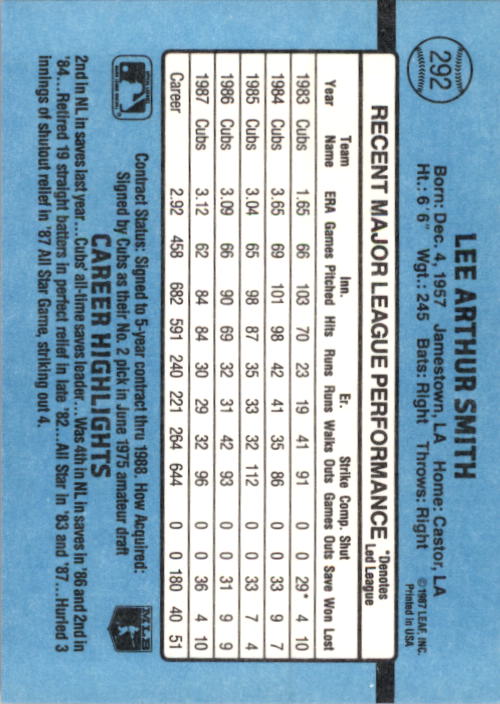 292
LEE ARTHUR SMITH
Born: Dec. 4, 1957 Jamestown, LA Home: Castor, LA
Ht.: 6'6" Wgt.: 245 Bats: Right Throws: Right
©1987 LEAF, INC.
Printed in USA
RECENT MAJOR LEAGUE PERFORMANCE *Denotes Led League
Year Team Name ERA Games Inn. Pitched Hits Runs Er. Runs Walks Strike Outs Comp. Games Shut Outs Save Won Lost
1983 Cubs 1.65 66 103 70 23 19 41 91 0 0 29* 4 10
1984 Cubs 3.65 69 101 98 42 41 35 86 0 0 33 9 7
1985 Cubs 3.04 65 98 87 35 33 32 112 0 0 33 7 4
1986 Cubs 3.09 66 90 69 32 31 42 93 0 0 31 9 9
1987 Cubs 3.12 62 84 84 30 29 32 96 0 0 36 4 10
Career 2.92 458 682 591 240 221 264 644 0 0 180 40 51
Contract Status: Signed to 5-year contract thru 1988. How Acquired:
Signed by Cubs as their No. 2 pick in June 1975 amateur draft
MLB
CAREER HIGHLIGHTS
2nd in NL in saves last year...Cubs' all-time saves leader...Was 4th in NL in saves in '86 and 2nd in
'84...Retired 19 straight batters in perfect relief in late '82...All Star in '83 and '87...Hurled 3
innings of shutout relief in '87 All Star Game, striking out 4.